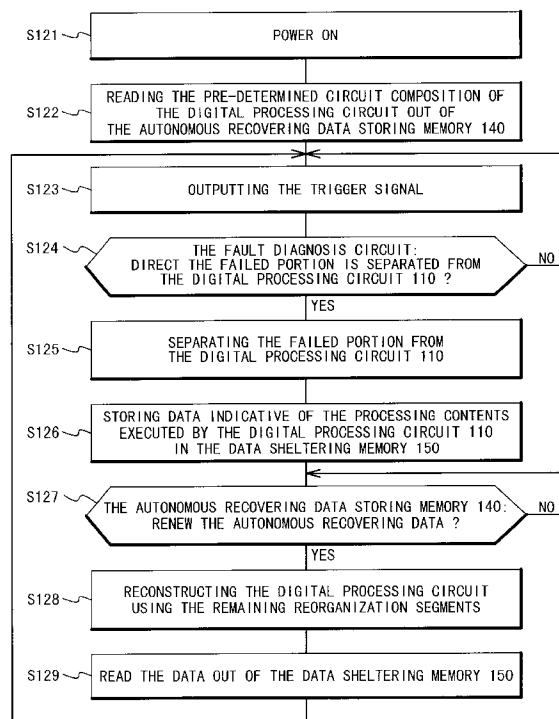 S121
POWER ON
S122
READING THE PRE-DETERMINED CIRCUIT COMPOSITION OF
THE DIGITAL PROCESSING CIRCUIT OUT OF
THE AUTONOMOUS RECOVERING DATA STORING MEMORY 140
S123
OUTPUTTING THE TRIGGER SIGNAL
S124
THE FAULT DIAGNOSIS CIRCUIT:
DIRECT THE FAILED PORTION IS SEPARATED FROM
THE DIGITAL PROCESSING CIRCUIT 110 ?
NO
YES
S125
SEPARATING THE FAILED PORTION FROM
THE DIGITAL PROCESSING CIRCUIT 110
S126
STORING DATA INDICATIVE OF THE PROCESSING CONTENTS
EXECUTED BY THE DIGITAL PROCESSING CIRCUIT 110
IN THE DATA SHELTERING MEMORY 150
S127
THE AUTONOMOUS RECOVERING DATA STORING MEMORY 140:
RENEW THE AUTONOMOUS RECOVERING DATA ?
NO
YES
S128
RECONSTRUCTING THE DIGITAL PROCESSING CIRCUIT
USING THE REMAINING REORGANIZATION SEGMENTS
S129
READ THE DATA OUT OF THE DATA SHELTERING MEMORY 150